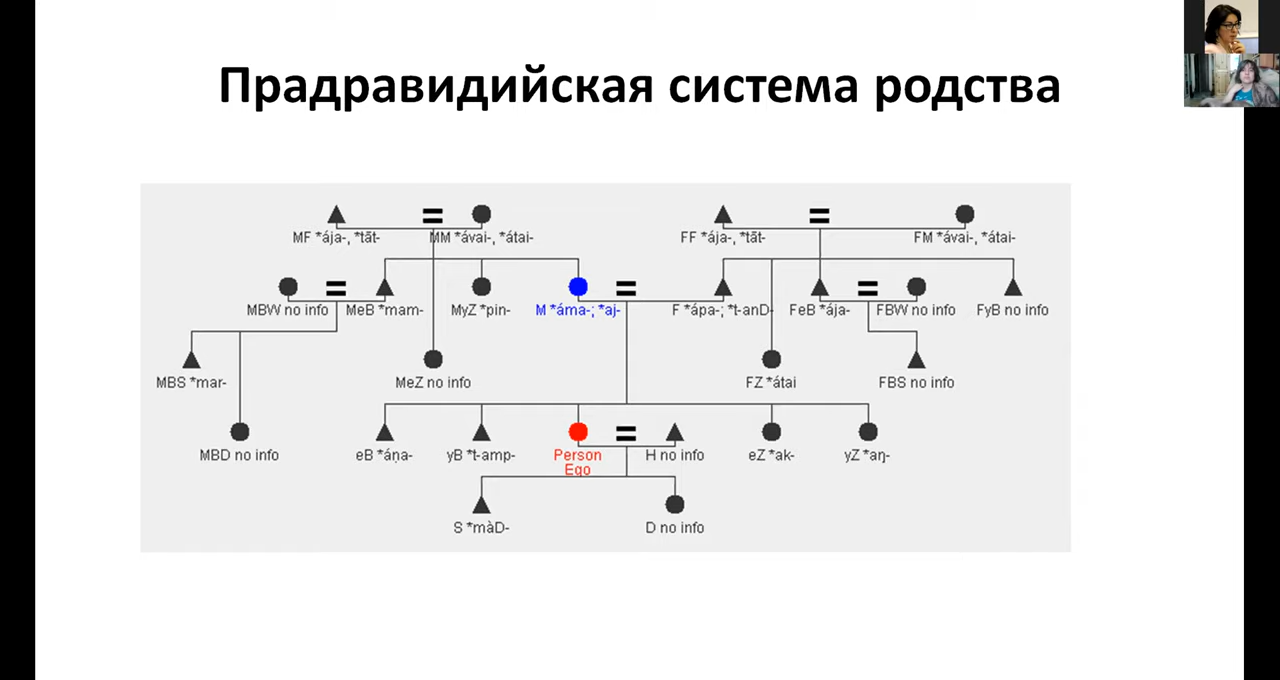 Прадравидийская система родства
=
=
MF *ája-, *tāt-
MM *ávai-, *átai-
FF *ája-, *tāt-
FM *ávai-, *átai-
=
=
=
MBW no info
MeB *mam-
MyZ *pin-
M *áma-; *aj-
F *ápa-; *t-anD-
FeB *ája-
FBW no info
FyB no info
MBS *mar-
MeZ no info
FZ *átai
FBS no info
=
MBD no info
eB *áṇa-
yB *t-amp-
Person
Ego
H no info
eZ *ak-
yZ *aŋ-
S *màD-
D no info